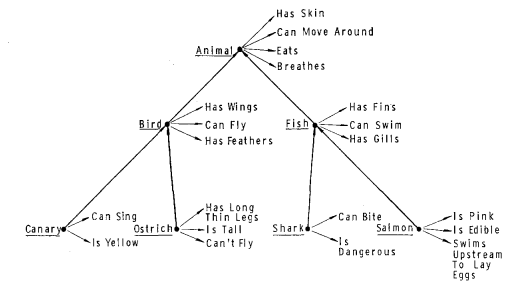 Has Skin
Can Move Around
Animal
Eats
Breathes
Has Wings
Bird
Can Fly
Has Feathers
Has Fins
Fish
Can Swim
Has Gills
Can Sing
Canary
Is Yellow
Has Long
Thin Legs
Ostrich
Is Tall
Can't Fly
Can Bite
Shark
Is
Dangerous
Is Pink
Salmon
Is Edible
Swims
Upstream
To Lay
Eggs